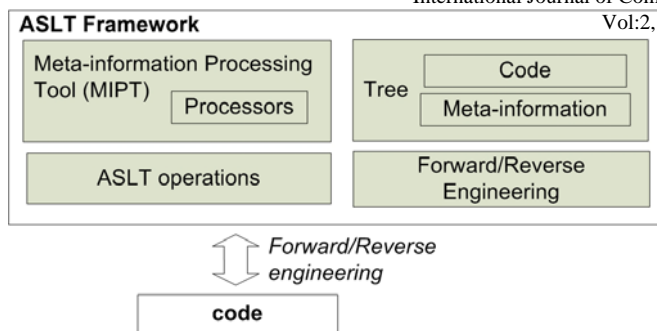 International Journal of Com
Vol:2,
ASLT Framework
Meta-information Processing
Tool (MIPT)
Processors
Tree
Code
Meta-information
ASLT operations
Forward/Reverse
Engineering
Forward/Reverse
engineering
code